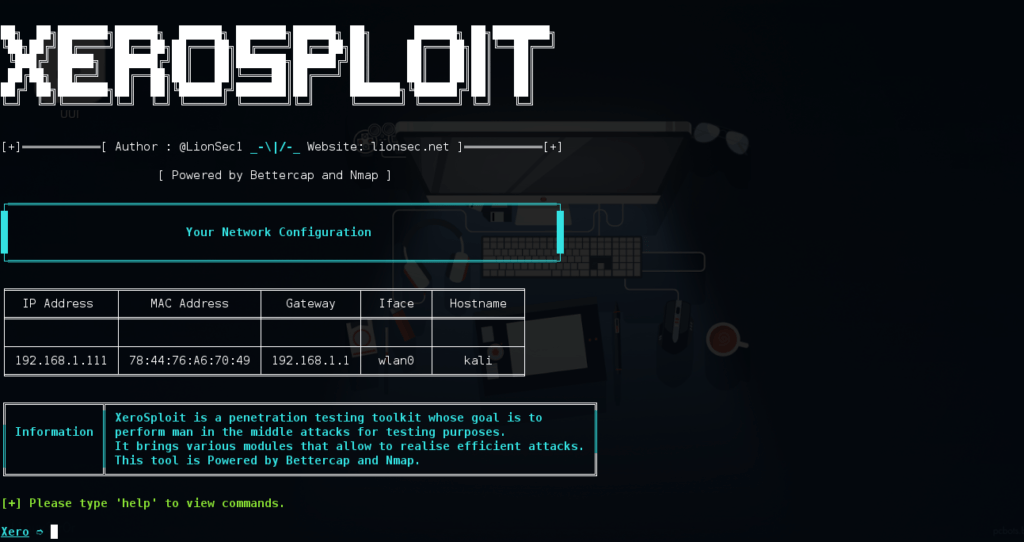 XEROSPLOIT
[+]═══════════[ Author : @LionSec1 _-\|/-_ Website: lionsec.net ]═══════════[+]
[ Powered by Bettercap and Nmap ]
Your Network Configuration
IP Address MAC Address Gateway Iface Hostname
192.168.1.111 78:44:76:A6:70:49 192.168.1.1 wlan0 kali
Information
XeroSploit is a penetration testing toolkit whose goal is to
perform man in the middle attacks for testing purposes.
It brings various modules that allow to realise efficient attacks.
This tool is Powered by Bettercap and Nmap.
[+] Please type 'help' to view commands.
Xero ➮